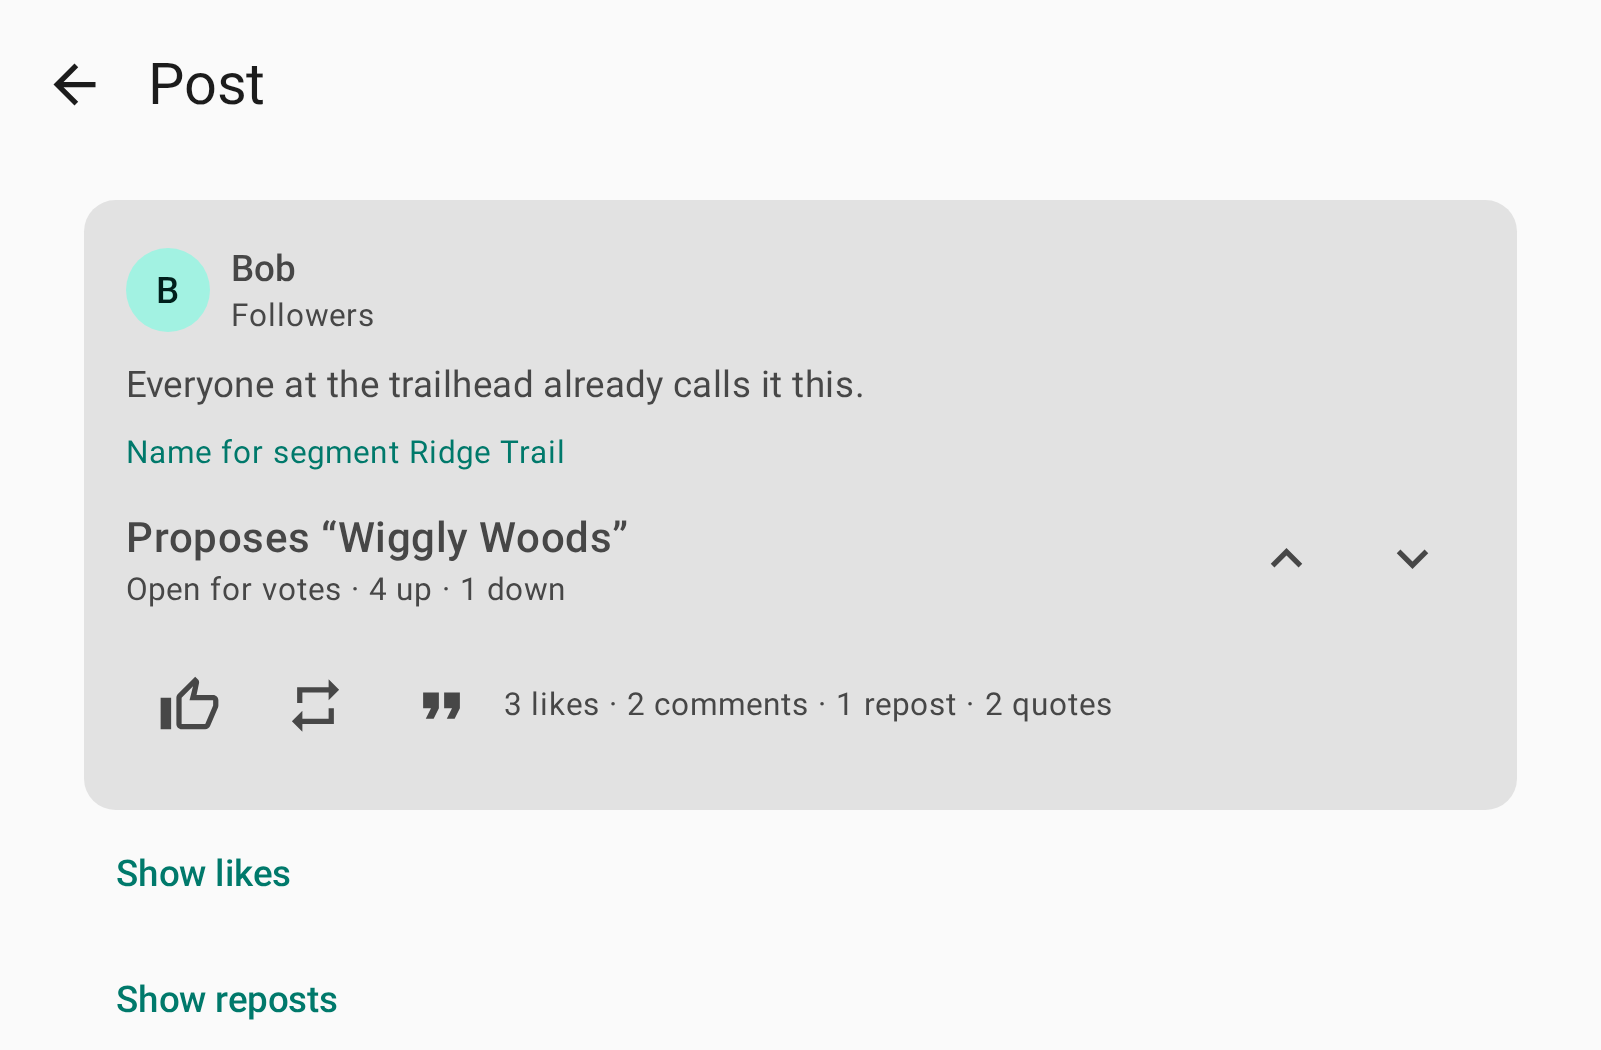 Post
B
Bob
Followers
Everyone at the trailhead already calls it this.
Name for segment Ridge Trail
Proposes “Wiggly Woods”
Open for votes · 4 up · 1 down
3 likes · 2 comments · 1 repost · 2 quotes
Show likes
Show reposts